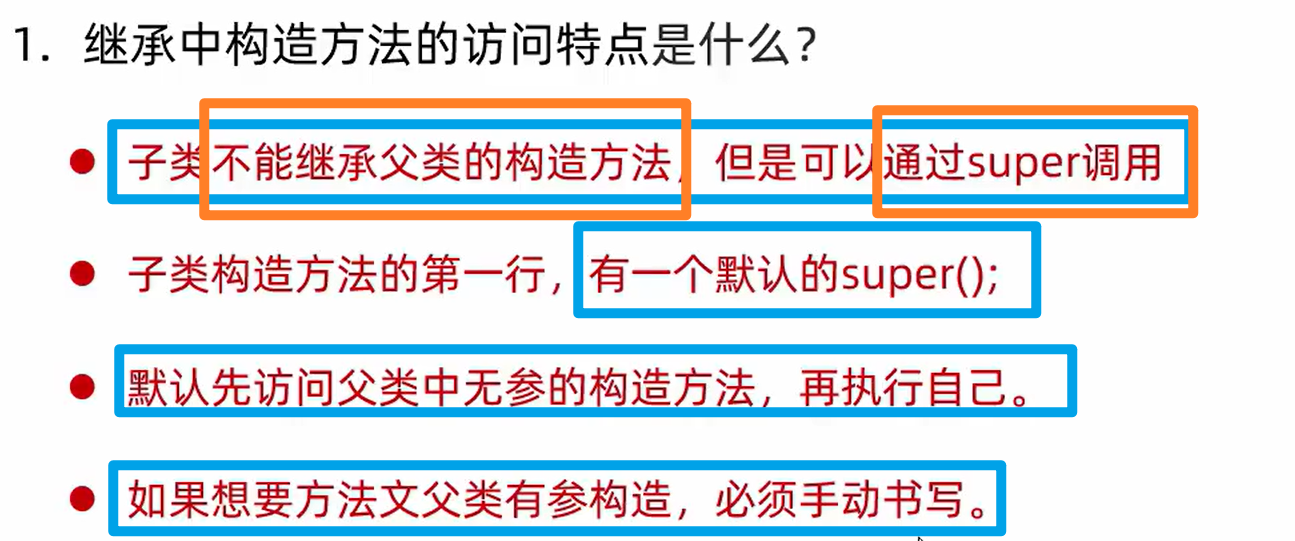 1. 继承中构造方法的访问特点是什么？
● 子类不能继承父类的构造方法，但是可以通过super调用
● 子类构造方法的第一行，有一个默认的super();
● 默认先访问父类中无参的构造方法，再执行自己。
● 如果想要方法文父类有参构造，必须手动书写。